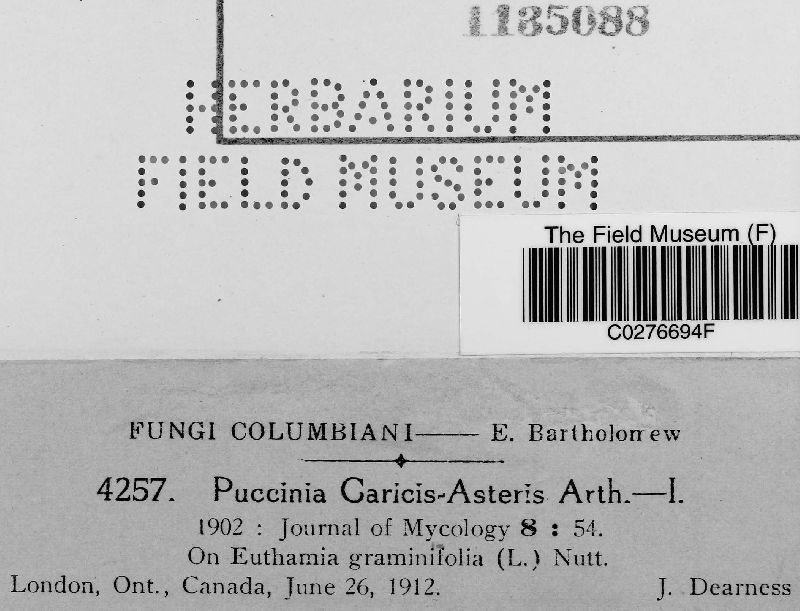 1135088
HERBARIUM
FIELD MUSEUM
The Field Museum (F)
C0276694F
FUNGI COLUMBIANI—— E. Bartholomew
4257. Puccinia Caricis-Asteris Arth.—I.
1902 : Journal of Mycology 8 : 54.
On Euthamia graminifolia (L.) Nutt.
London, Ont., Canada, June 26, 1912. J. Dearness